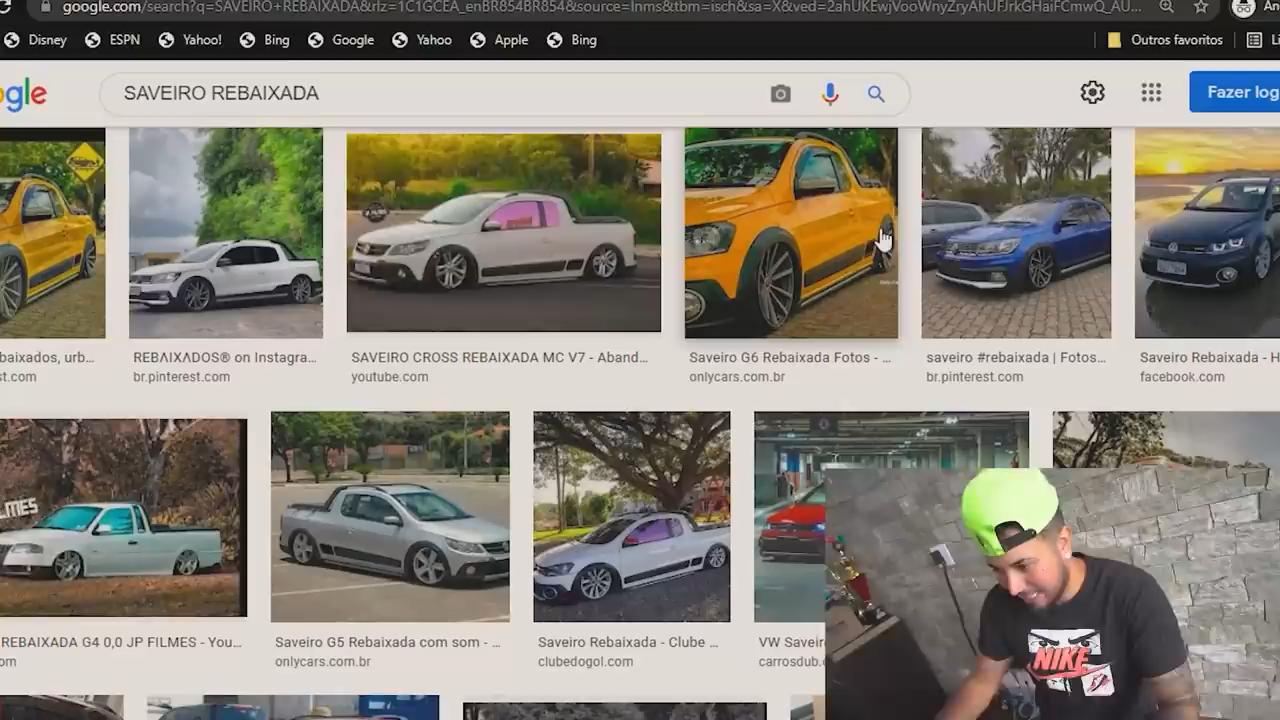 google.com/search?q=SAVEIRO+REBAIXADA&rlz=1C1GCEA_enBR854BR854&source=lnms&tbm=isch&sa=X&ved=2ahUKEwjVooWnyZryAhUFJrkGHaiFCmwQ_AU...
Disney ESPN Yahoo! Bing Google Yahoo Apple Bing Outros favoritos
ogle SAVEIRO REBAIXADA Fazer log
baixados, urb... REBΛIXΛDOS® on Instagra... SAVEIRO CROSS REBAIXADA MC V7 - Aband... Saveiro G6 Rebaixada Fotos - ... saveiro #rebaixada | Fotos... Saveiro Rebaixada - H
st.com br.pinterest.com youtube.com onlycars.com.br br.pinterest.com facebook.com
LMES
REBAIXADA G4 0,0 JP FILMES - You... Saveiro G5 Rebaixada com som - ... Saveiro Rebaixada - Clube ... VW Saveir
om onlycars.com.br clubedogol.com carrosdub.c
NIKE